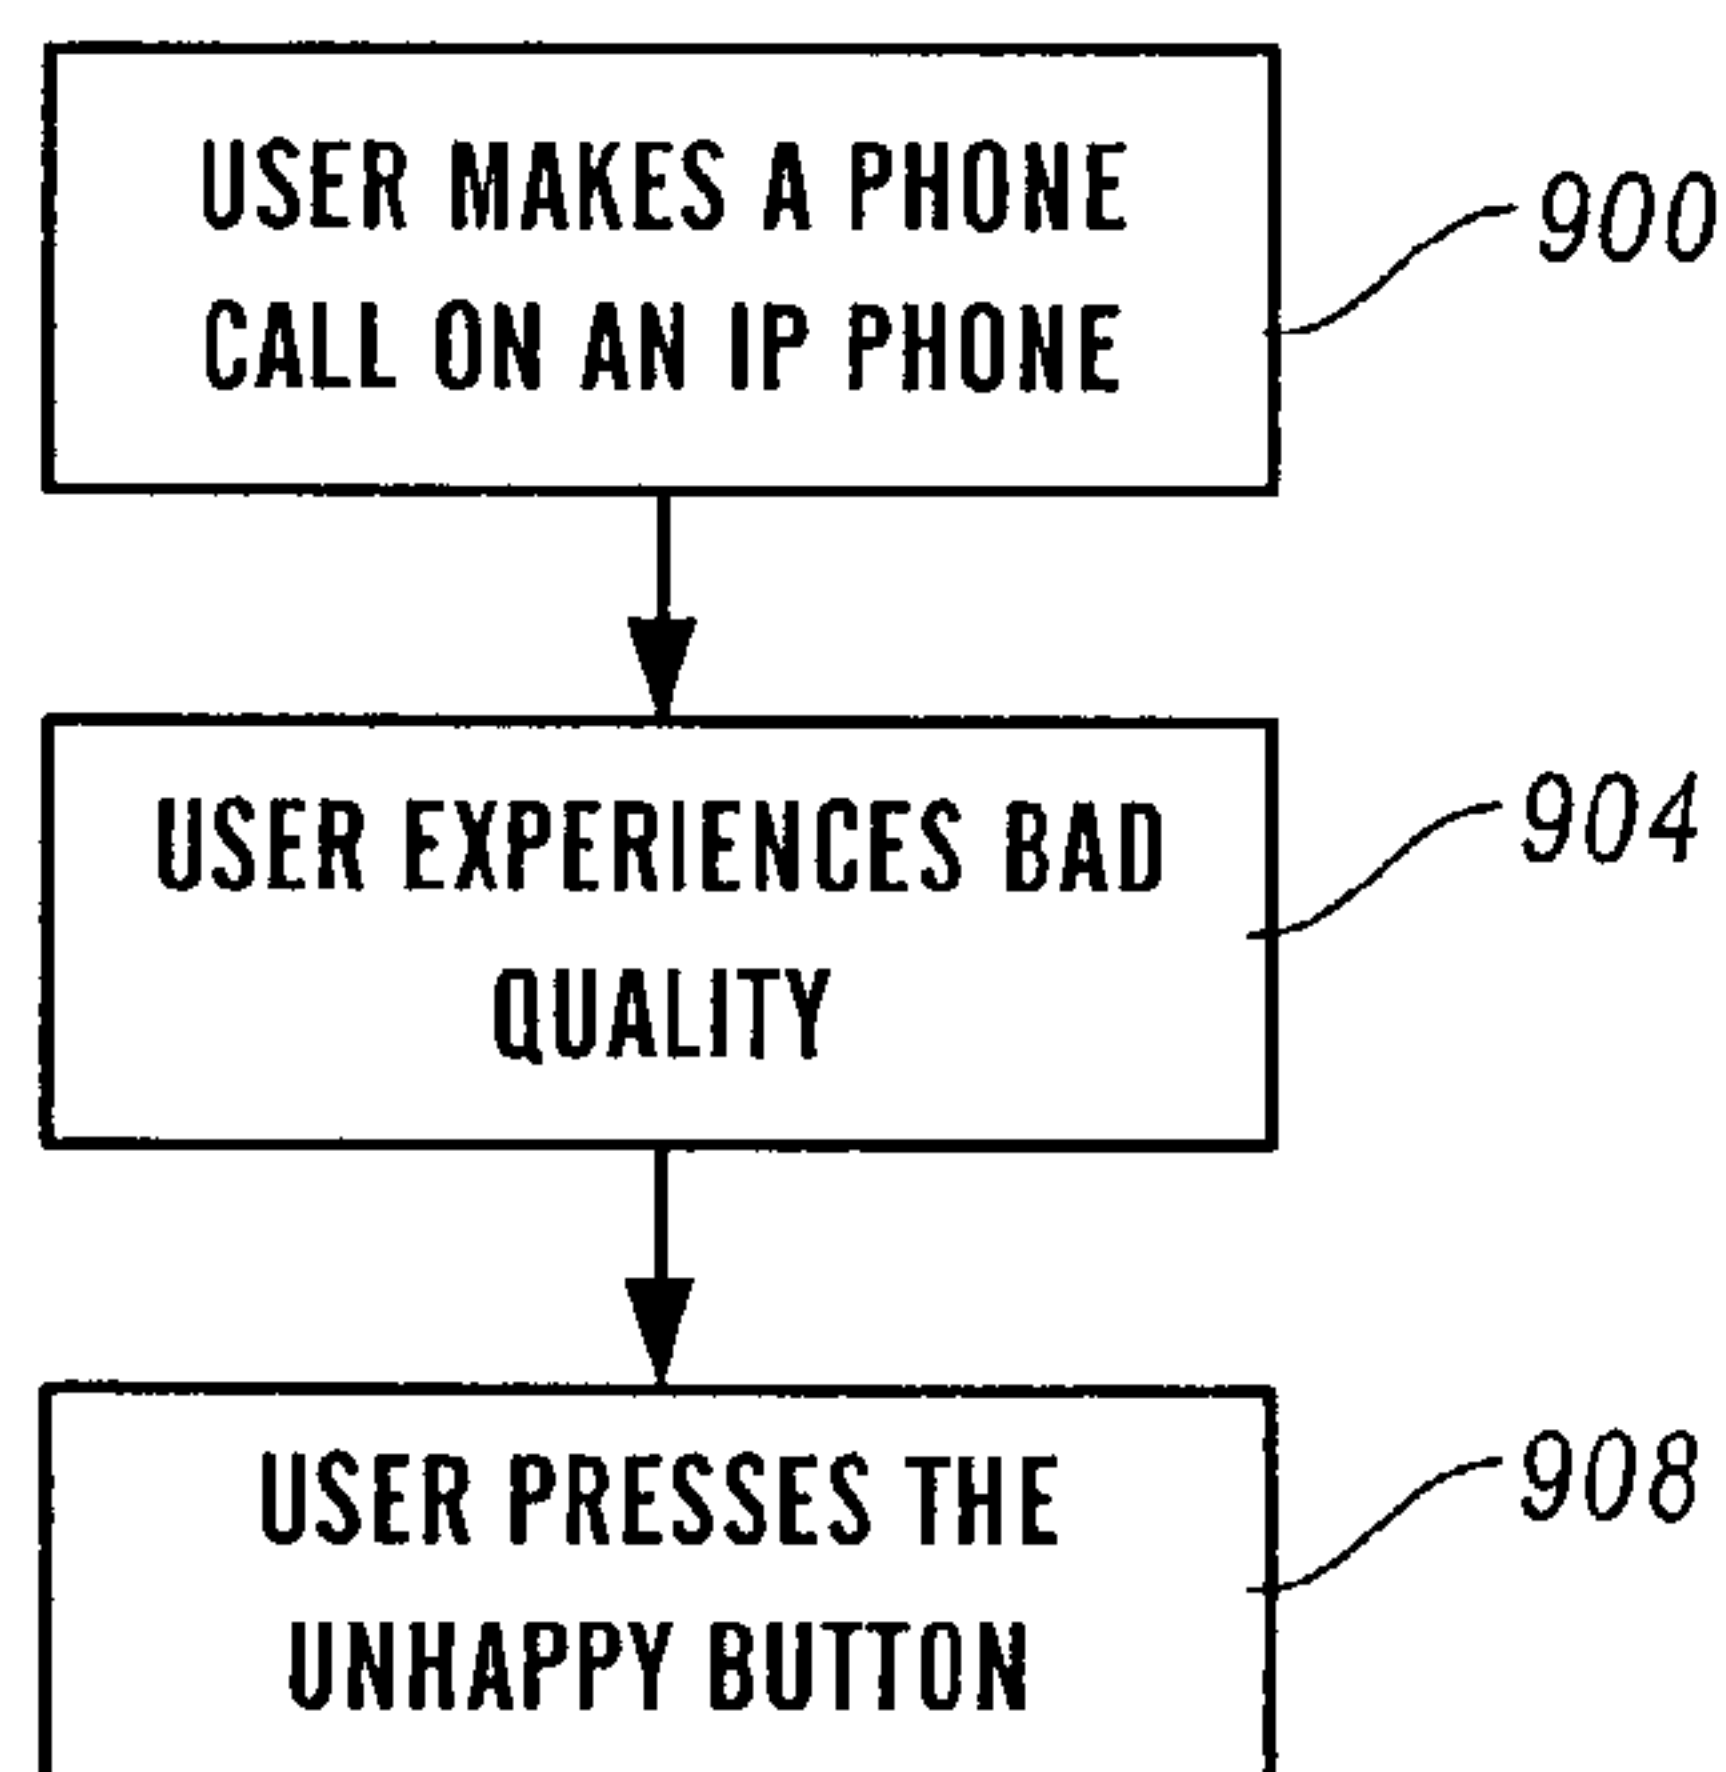 USER MAKES A PHONE
CALL ON AN IP PHONE
900
USER EXPERIENCES BAD
QUALITY
904
USER PRESSES THE
UNHAPPY BUTTON
908